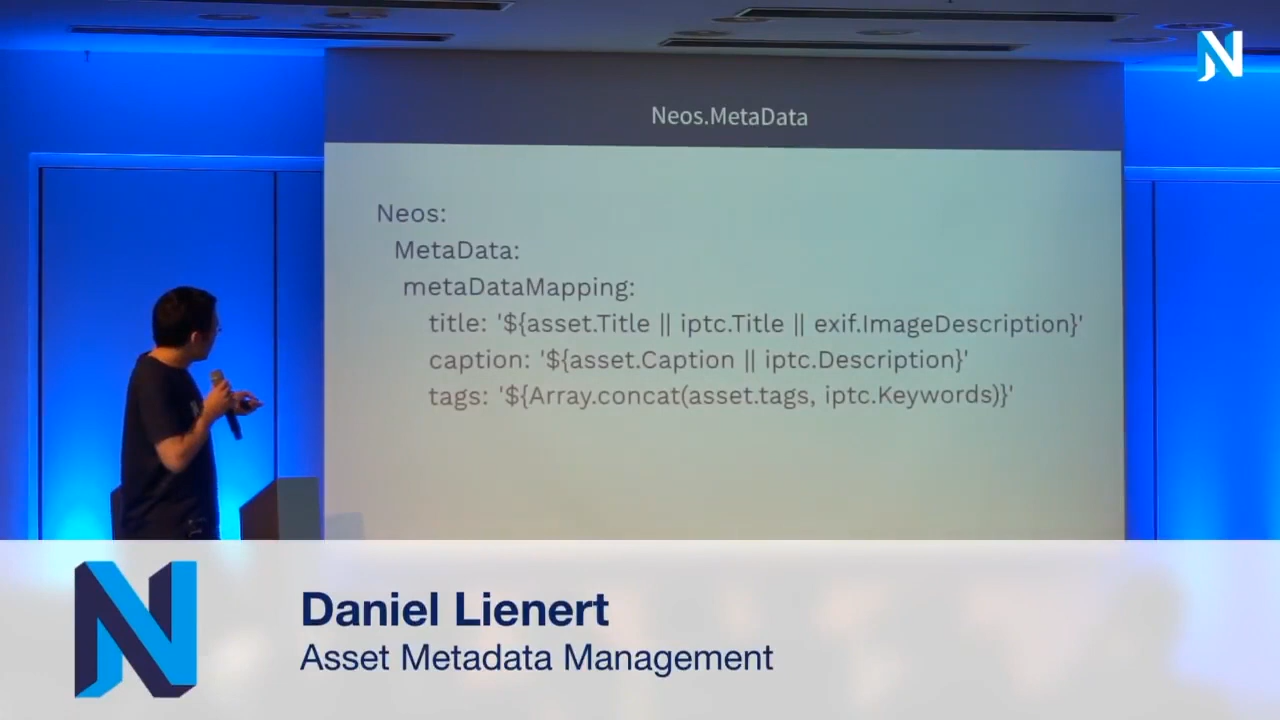 Neos.MetaData
Neos:
MetaData:
metaDataMapping:
title: '${asset.Title || iptc.Title || exif.ImageDescription}'
caption: '${asset.Caption || iptc.Description}'
tags: '${Array.concat(asset.tags, iptc.Keywords)}'
Daniel Lienert
Asset Metadata Management